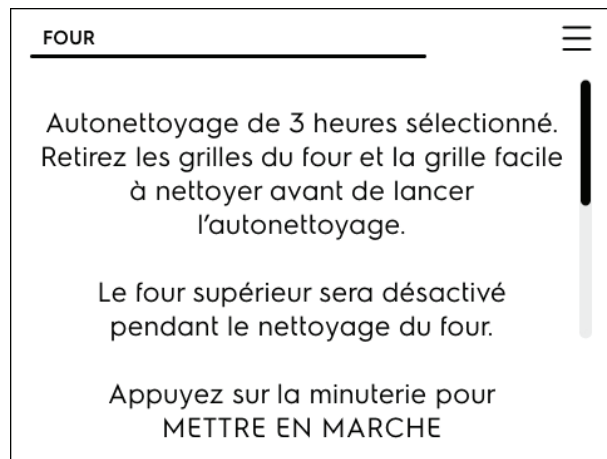 FOUR
Autonettoyage de 3 heures sélectionné.
Retirez les grilles du four et la grille facile
à nettoyer avant de lancer
l'autonettoyage.
Le four supérieur sera désactivé
pendant le nettoyage du four.
Appuyez sur la minuterie pour
METTRE EN MARCHE